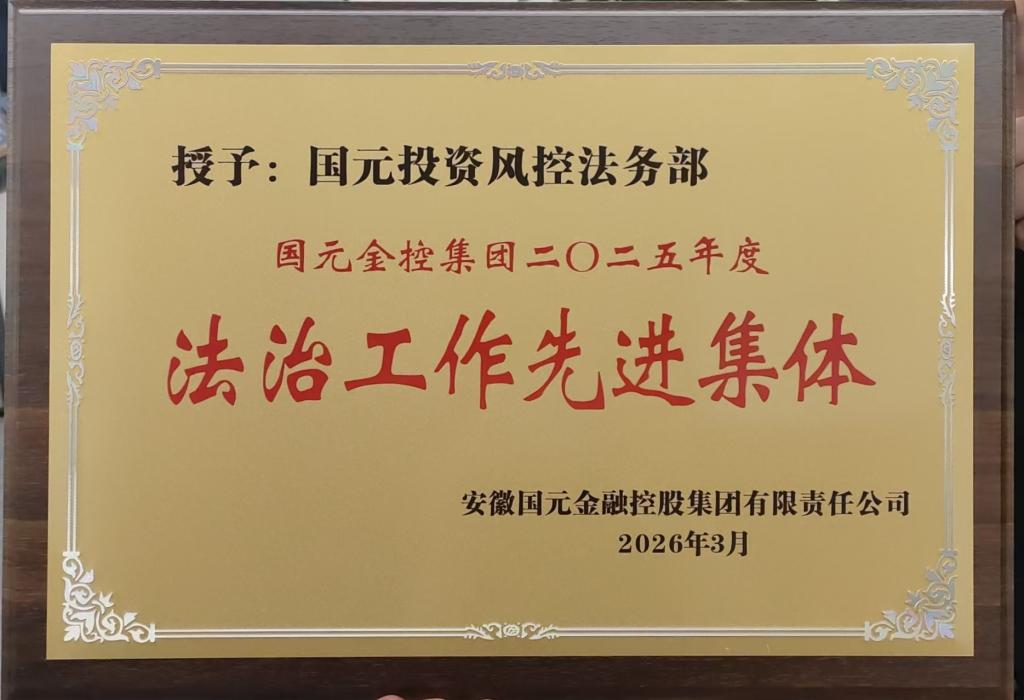 授予：国元投资风控法务部
国元金控集团二〇二五年度
法治工作先进集体
安徽国元金融控股集团有限责任公司
2026年3月